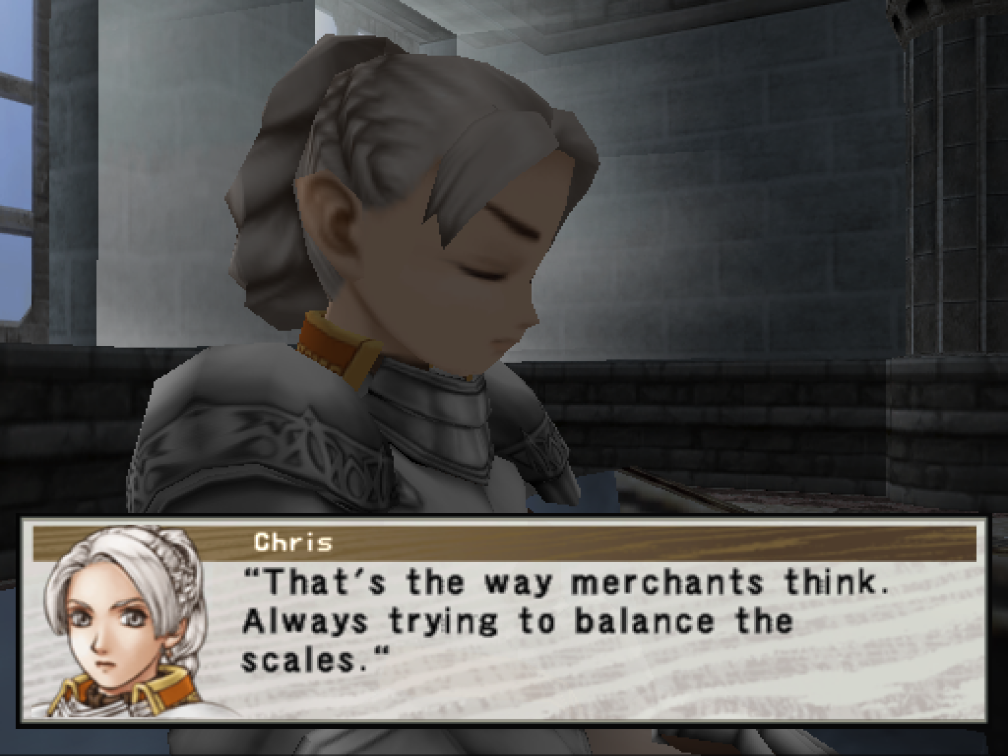 Chris
“That's the way merchants think.
Always trying to balance the
scales.“